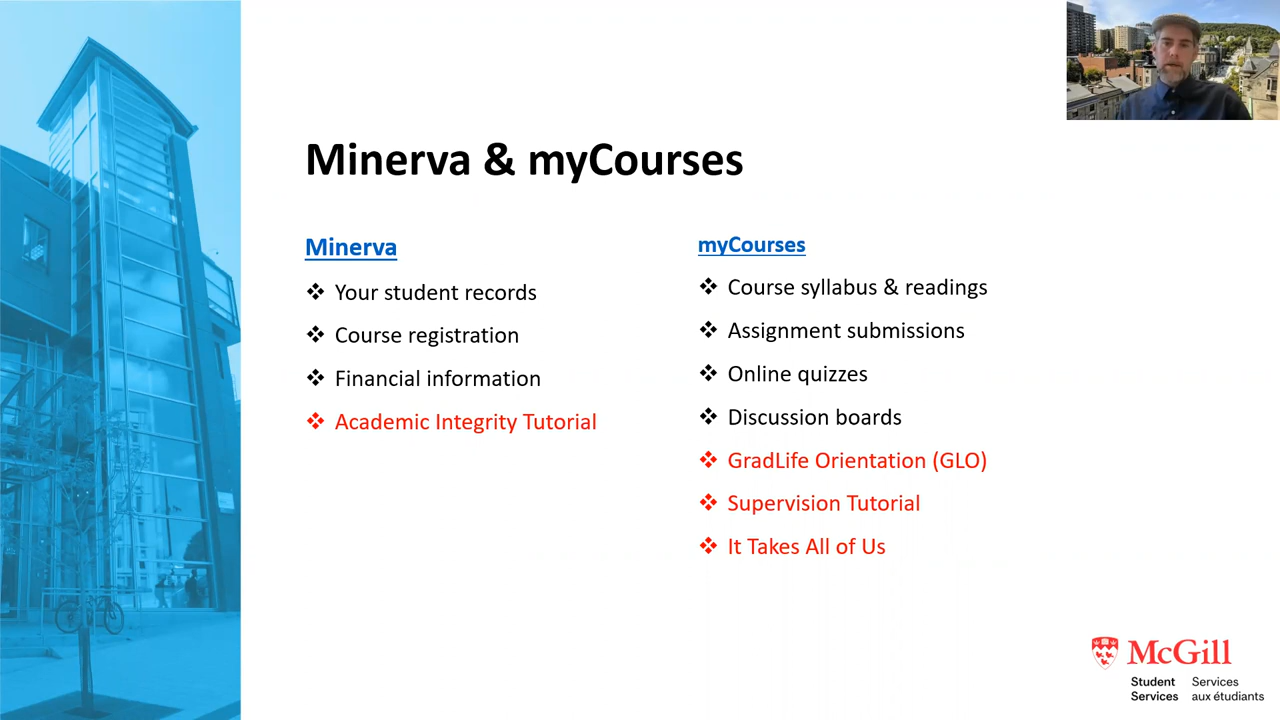 Minerva & myCourses
Minerva
❖ Your student records
❖ Course registration
❖ Financial information
❖ Academic Integrity Tutorial
myCourses
❖ Course syllabus & readings
❖ Assignment submissions
❖ Online quizzes
❖ Discussion boards
❖ GradLife Orientation (GLO)
❖ Supervision Tutorial
❖ It Takes All of Us
McGill
Student Services
Services aux étudiants